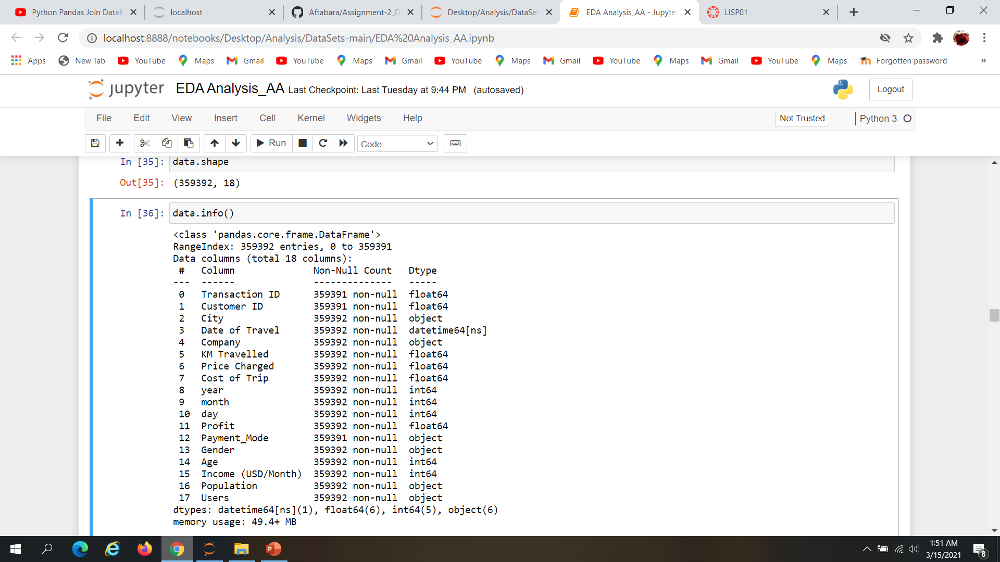 Python Pandas Join Datafr
localhost
Aftabara/Assignment-2_D
Desktop/Analysis/DataSet
EDA Analysis_AA - Jupyter
LISP01
localhost:8888/notebooks/Desktop/Analysis/DataSets-main/EDA%20Analysis_AA.ipynb
Apps New Tab YouTube Maps Gmail YouTube Maps Gmail YouTube Maps Gmail YouTube Maps Gmail YouTube Maps Forgotten password »
jupyter EDA Analysis_AA Last Checkpoint: Last Tuesday at 9:44 PM (autosaved) Logout
File Edit View Insert Cell Kernel Widgets Help Not Trusted Python 3
Run Code
In [35]: data.shape
Out[35]: (359392, 18)
In [36]: data.info()
<class 'pandas.core.frame.DataFrame'>
RangeIndex: 359392 entries, 0 to 359391
Data columns (total 18 columns):
# Column Non-Null Count Dtype
--- ------ -------------- -----
0 Transaction ID 359391 non-null float64
1 Customer ID 359391 non-null float64
2 City 359392 non-null object
3 Date of Travel 359392 non-null datetime64[ns]
4 Company 359392 non-null object
5 KM Travelled 359392 non-null float64
6 Price Charged 359392 non-null float64
7 Cost of Trip 359392 non-null float64
8 year 359392 non-null int64
9 month 359392 non-null int64
10 day 359392 non-null int64
11 Profit 359392 non-null float64
12 Payment_Mode 359391 non-null object
13 Gender 359392 non-null object
14 Age 359392 non-null int64
15 Income (USD/Month) 359392 non-null int64
16 Population 359392 non-null object
17 Users 359392 non-null object
dtypes: datetime64[ns](1), float64(6), int64(5), object(6)
memory usage: 49.4+ MB
1:51 AM
3/15/2021
8